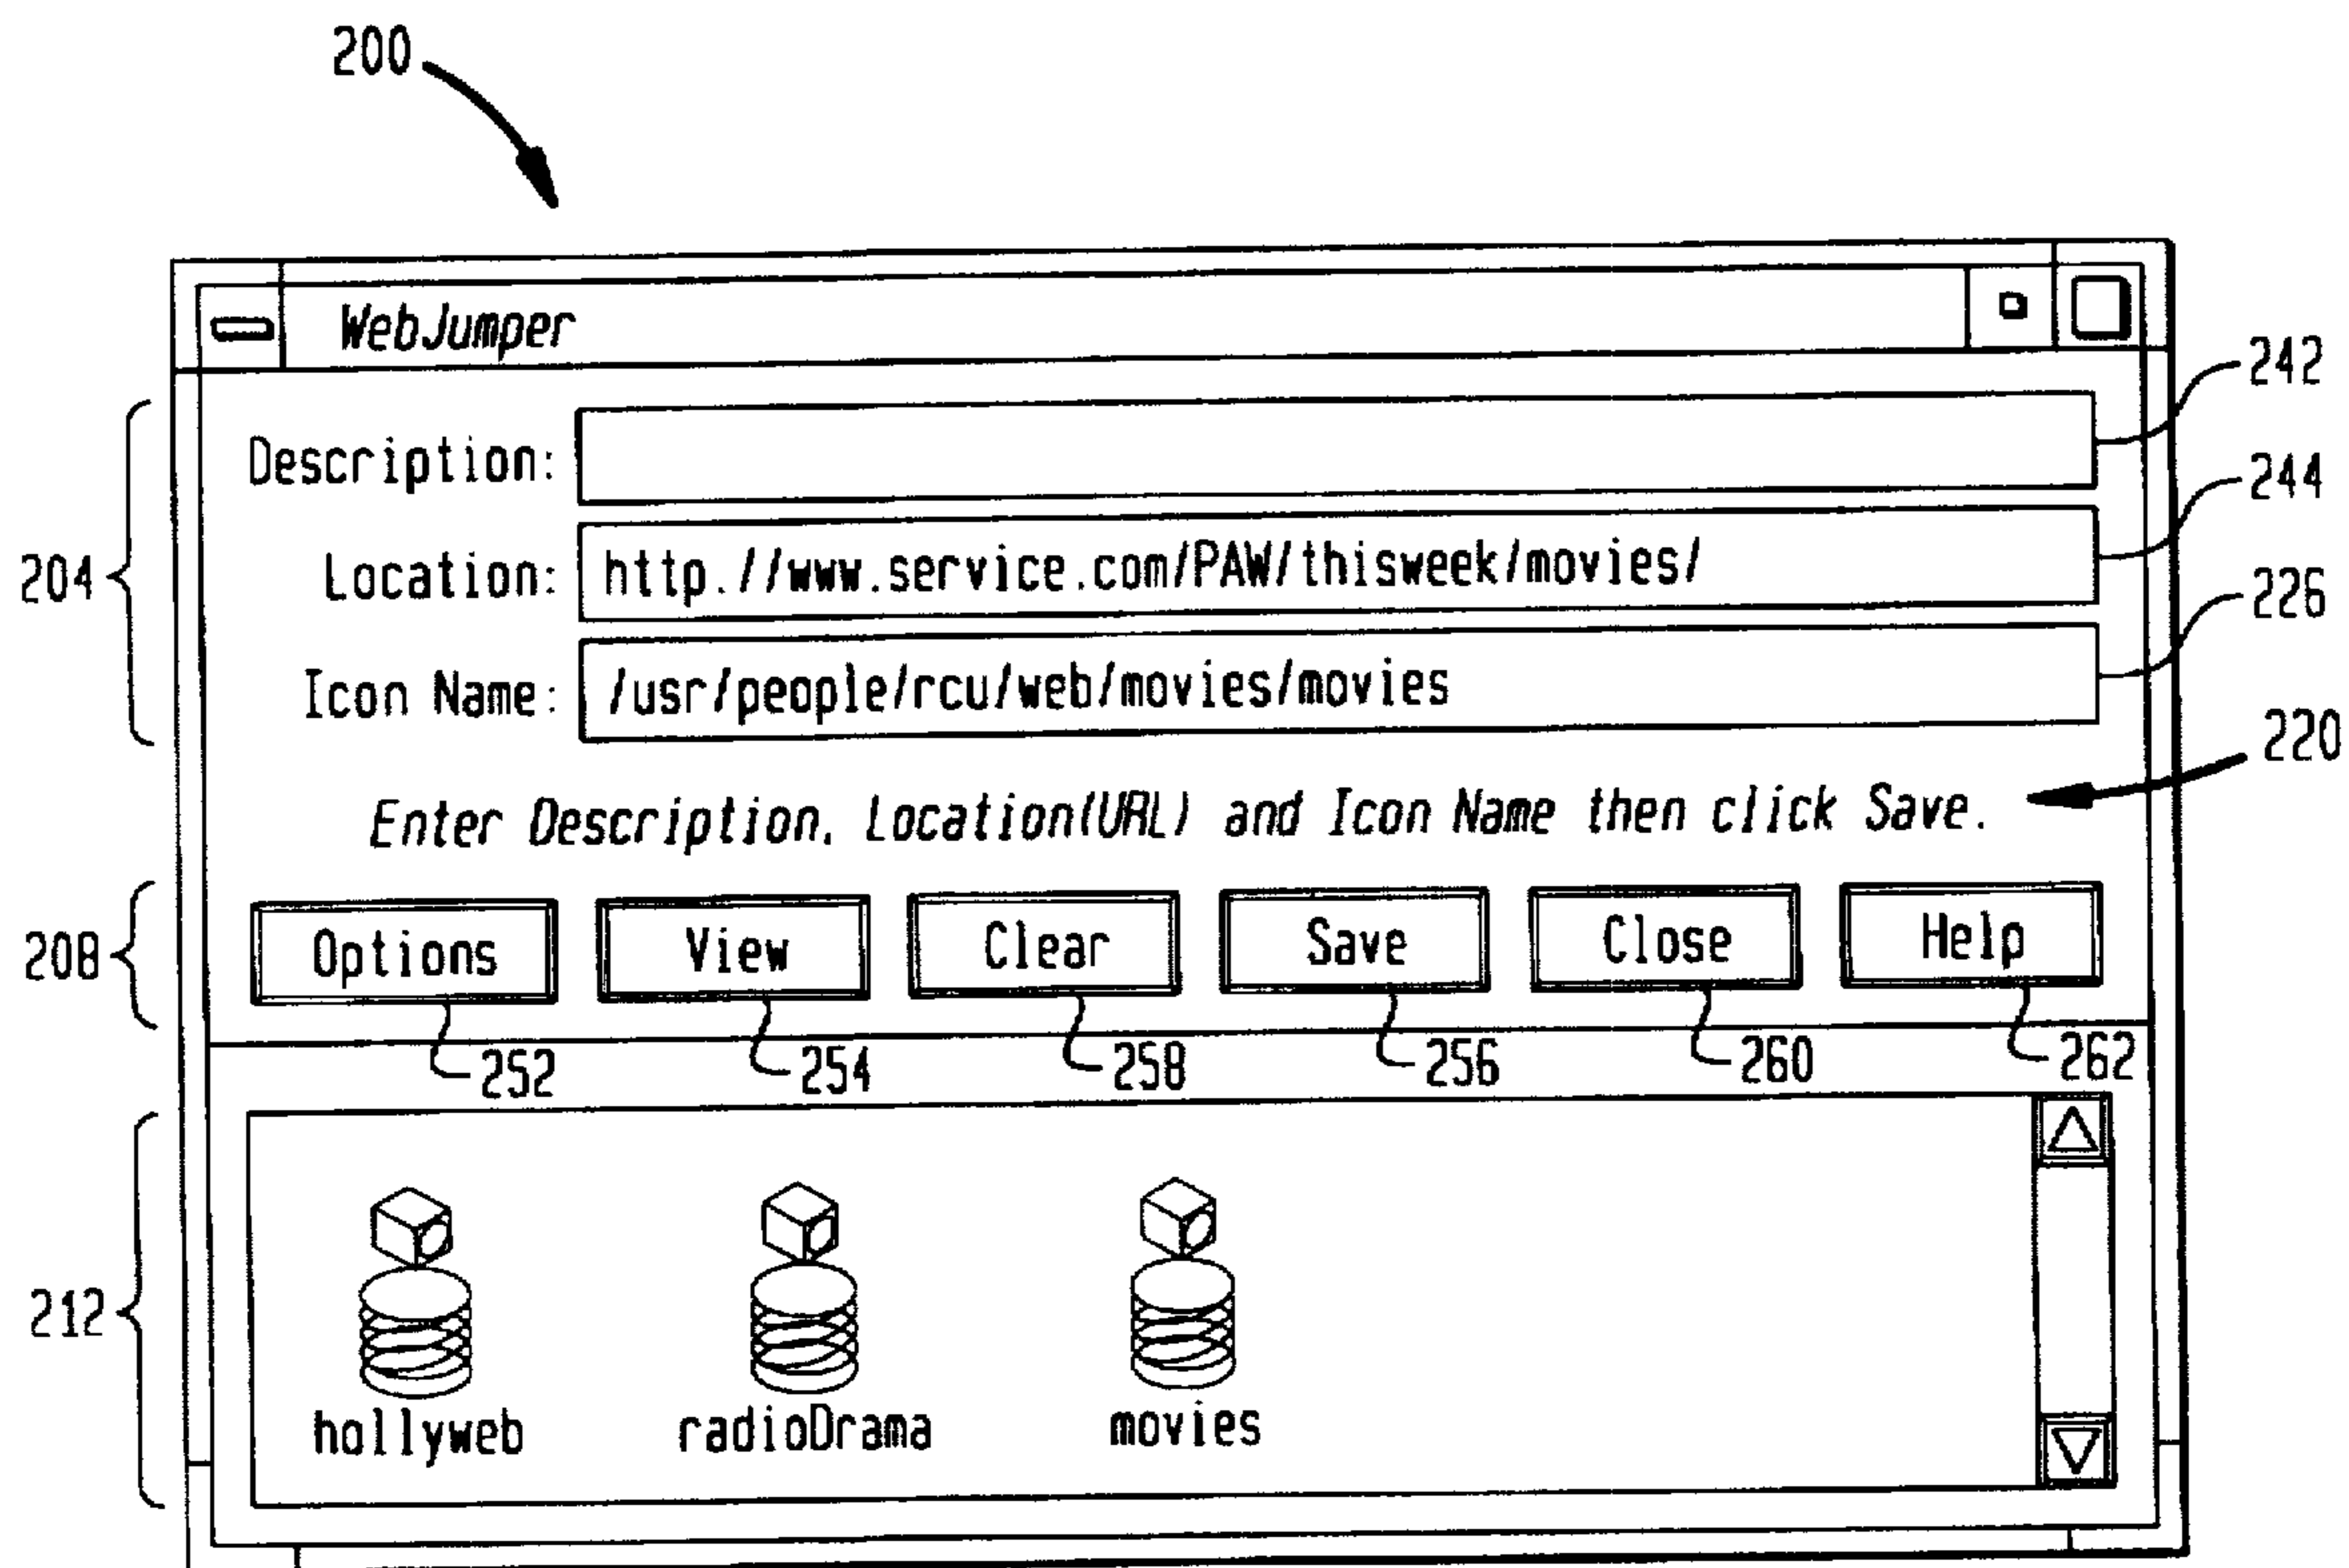 200
WebJumper
242
Description:
244
Location: http.//www.service.com/PAW/thisweek/movies/
204
226
Icon Name: /usr/people/rcu/web/movies/movies
220
Enter Description, Location(URL) and Icon Name then click Save.
208 Options View Clear Save Close Help
252 254 258 256 260 262
212
hollyweb radioDrama movies